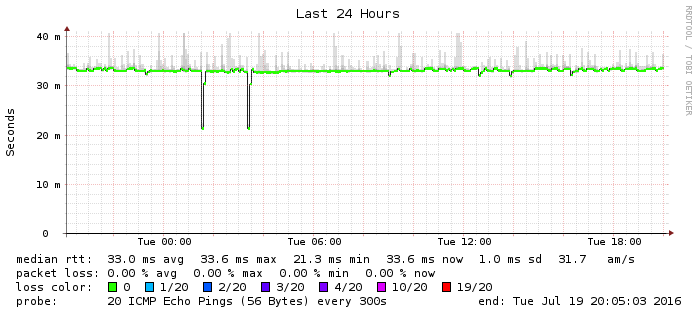 Last 24 Hours
RRDTOOL / TOBI OETIKER
Seconds
40 m
30 m
20 m
10 m
0
Tue 00:00 Tue 06:00 Tue 12:00 Tue 18:00
median rtt: 33.0 ms avg 33.6 ms max 21.3 ms min 33.6 ms now 1.0 ms sd 31.7 am/s
packet loss: 0.00 % avg 0.00 % max 0.00 % min 0.00 % now
loss color: 0 1/20 2/20 3/20 4/20 10/20 19/20
probe: 20 ICMP Echo Pings (56 Bytes) every 300s end: Tue Jul 19 20:05:03 2016